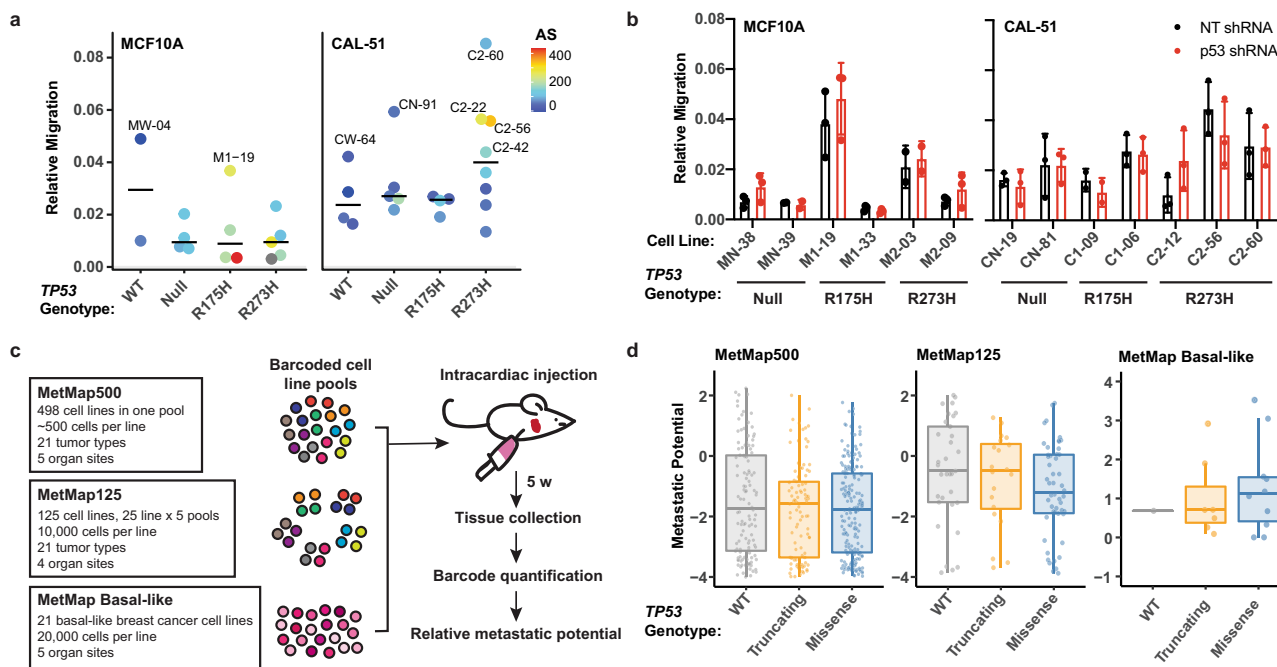 a
MCF10A
CAL-51
AS
400
200
0
Relative Migration
0.08
0.06
0.04
0.02
0.00
MW-04
M1-19
CW-64
CN-91
C2-60
C2-22
C2-56
C2-42
TP53
Genotype:
WT
Null
R175H
R273H
WT
Null
R175H
R273H
b
MCF10A
CAL-51
NT shRNA
p53 shRNA
Relative Migration
0.08
0.06
0.04
0.02
0.00
Cell Line:
MN-38
MN-39
M1-19
M1-33
M2-03
M2-09
CN-19
CN-81
C1-09
C1-06
C2-12
C2-56
C2-60
TP53
Genotype:
Null
R175H
R273H
Null
R175H
R273H
c
Barcoded cell
line pools
Intracardiac injection
MetMap500
498 cell lines in one pool
~500 cells per line
21 tumor types
5 organ sites
MetMap125
125 cell lines, 25 line x 5 pools
10,000 cells per line
21 tumor types
4 organ sites
MetMap Basal-like
21 basal-like breast cancer cell lines
20,000 cells per line
5 organ sites
5 w
Tissue collection
Barcode quantification
Relative metastatic potential
d
MetMap500
MetMap125
MetMap Basal-like
Metastatic Potential
2
0
−2
−4
2
0
−2
−4
4
3
2
1
0
−1
TP53
Genotype:
WT
Truncating
Missense
WT
Truncating
Missense
WT
Truncating
Missense